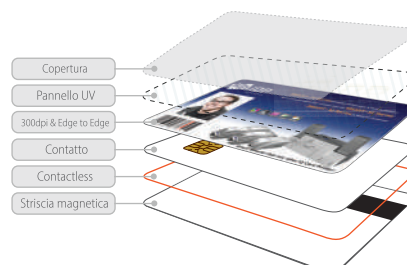 Copertura
Pannello UV
300dpi & Edge to Edge
Contatto
Contactless
Striscia magnetica